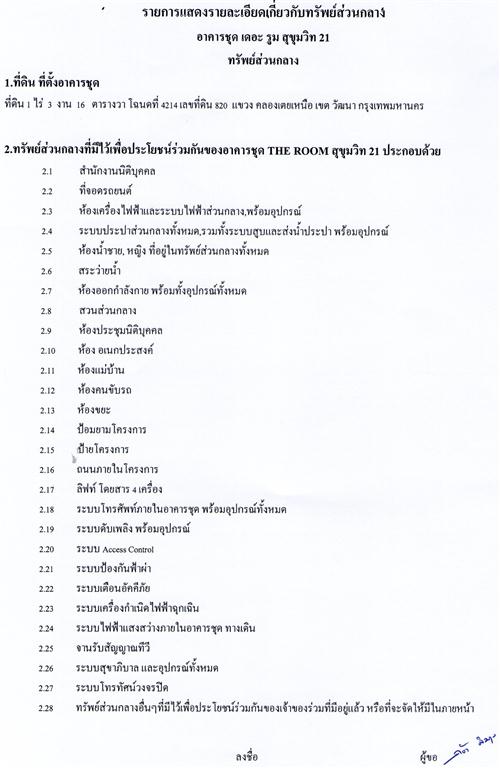 รายการแสดงรายละเอียดเกี่ยวกับทรัพย์ส่วนกลาง
อาคารชุด เดอะ รูม สุขุมวิท 21
ทรัพย์ส่วนกลาง
1.ที่ดิน ที่ตั้งอาคารชุด
ที่ดิน 1 ไร่ 3 งาน 16 ตารางวา โฉนดที่ 4214 เลขที่ดิน 820 แขวง คลองเตยเหนือ เขต วัฒนา กรุงเทพมหานคร
2.ทรัพย์ส่วนกลางที่มีไว้เพื่อประโยชน์ร่วมกันของอาคารชุด THE ROOM สุขุมวิท 21 ประกอบด้วย
2.1 สำนักงานนิติบุคคล
2.2 ที่จอดรถยนต์
2.3 ห้องเครื่องไฟฟ้าและระบบไฟฟ้าส่วนกลาง,พร้อมอุปกรณ์
2.4 ระบบประปาส่วนกลางทั้งหมด,รวมทั้งระบบสูบและส่งน้ำประปา พร้อมอุปกรณ์
2.5 ห้องน้ำชาย, หญิง ที่อยู่ในทรัพย์ส่วนกลางทั้งหมด
2.6 สระว่ายน้ำ
2.7 ห้องออกกำลังกาย พร้อมทั้งอุปกรณ์ทั้งหมด
2.8 สวนส่วนกลาง
2.9 ห้องประชุมนิติบุคคล
2.10 ห้อง อเนกประสงค์
2.11 ห้องแม่บ้าน
2.12 ห้องคนขับรถ
2.13 ห้องขยะ
2.14 ป้อมยามโครงการ
2.15 ป้ายโครงการ
2.16 ถนนภายในโครงการ
2.17 ลิฟท์ โดยสาร 4 เครื่อง
2.18 ระบบโทรศัพท์ภายในอาคารชุด พร้อมอุปกรณ์ทั้งหมด
2.19 ระบบดับเพลิง พร้อมอุปกรณ์
2.20 ระบบ Access Control
2.21 ระบบป้องกันฟ้าผ่า
2.22 ระบบเตือนอัคคีภัย
2.23 ระบบเครื่องกำเนิดไฟฟ้าฉุกเฉิน
2.24 ระบบไฟฟ้าแสงสว่างภายในอาคารชุด ทางเดิน
2.25 จานรับสัญญาณทีวี
2.26 ระบบสุขาภิบาล และอุปกรณ์ทั้งหมด
2.27 ระบบโทรทัศน์วงจรปิด
2.28 ทรัพย์ส่วนกลางอื่นๆที่มีไว้เพื่อประโยชน์ร่วมกันของเจ้าของร่วมที่มีอยู่แล้ว หรือที่จะจัดให้มีในภายหน้า
ลงชื่อ ผู้ขอ